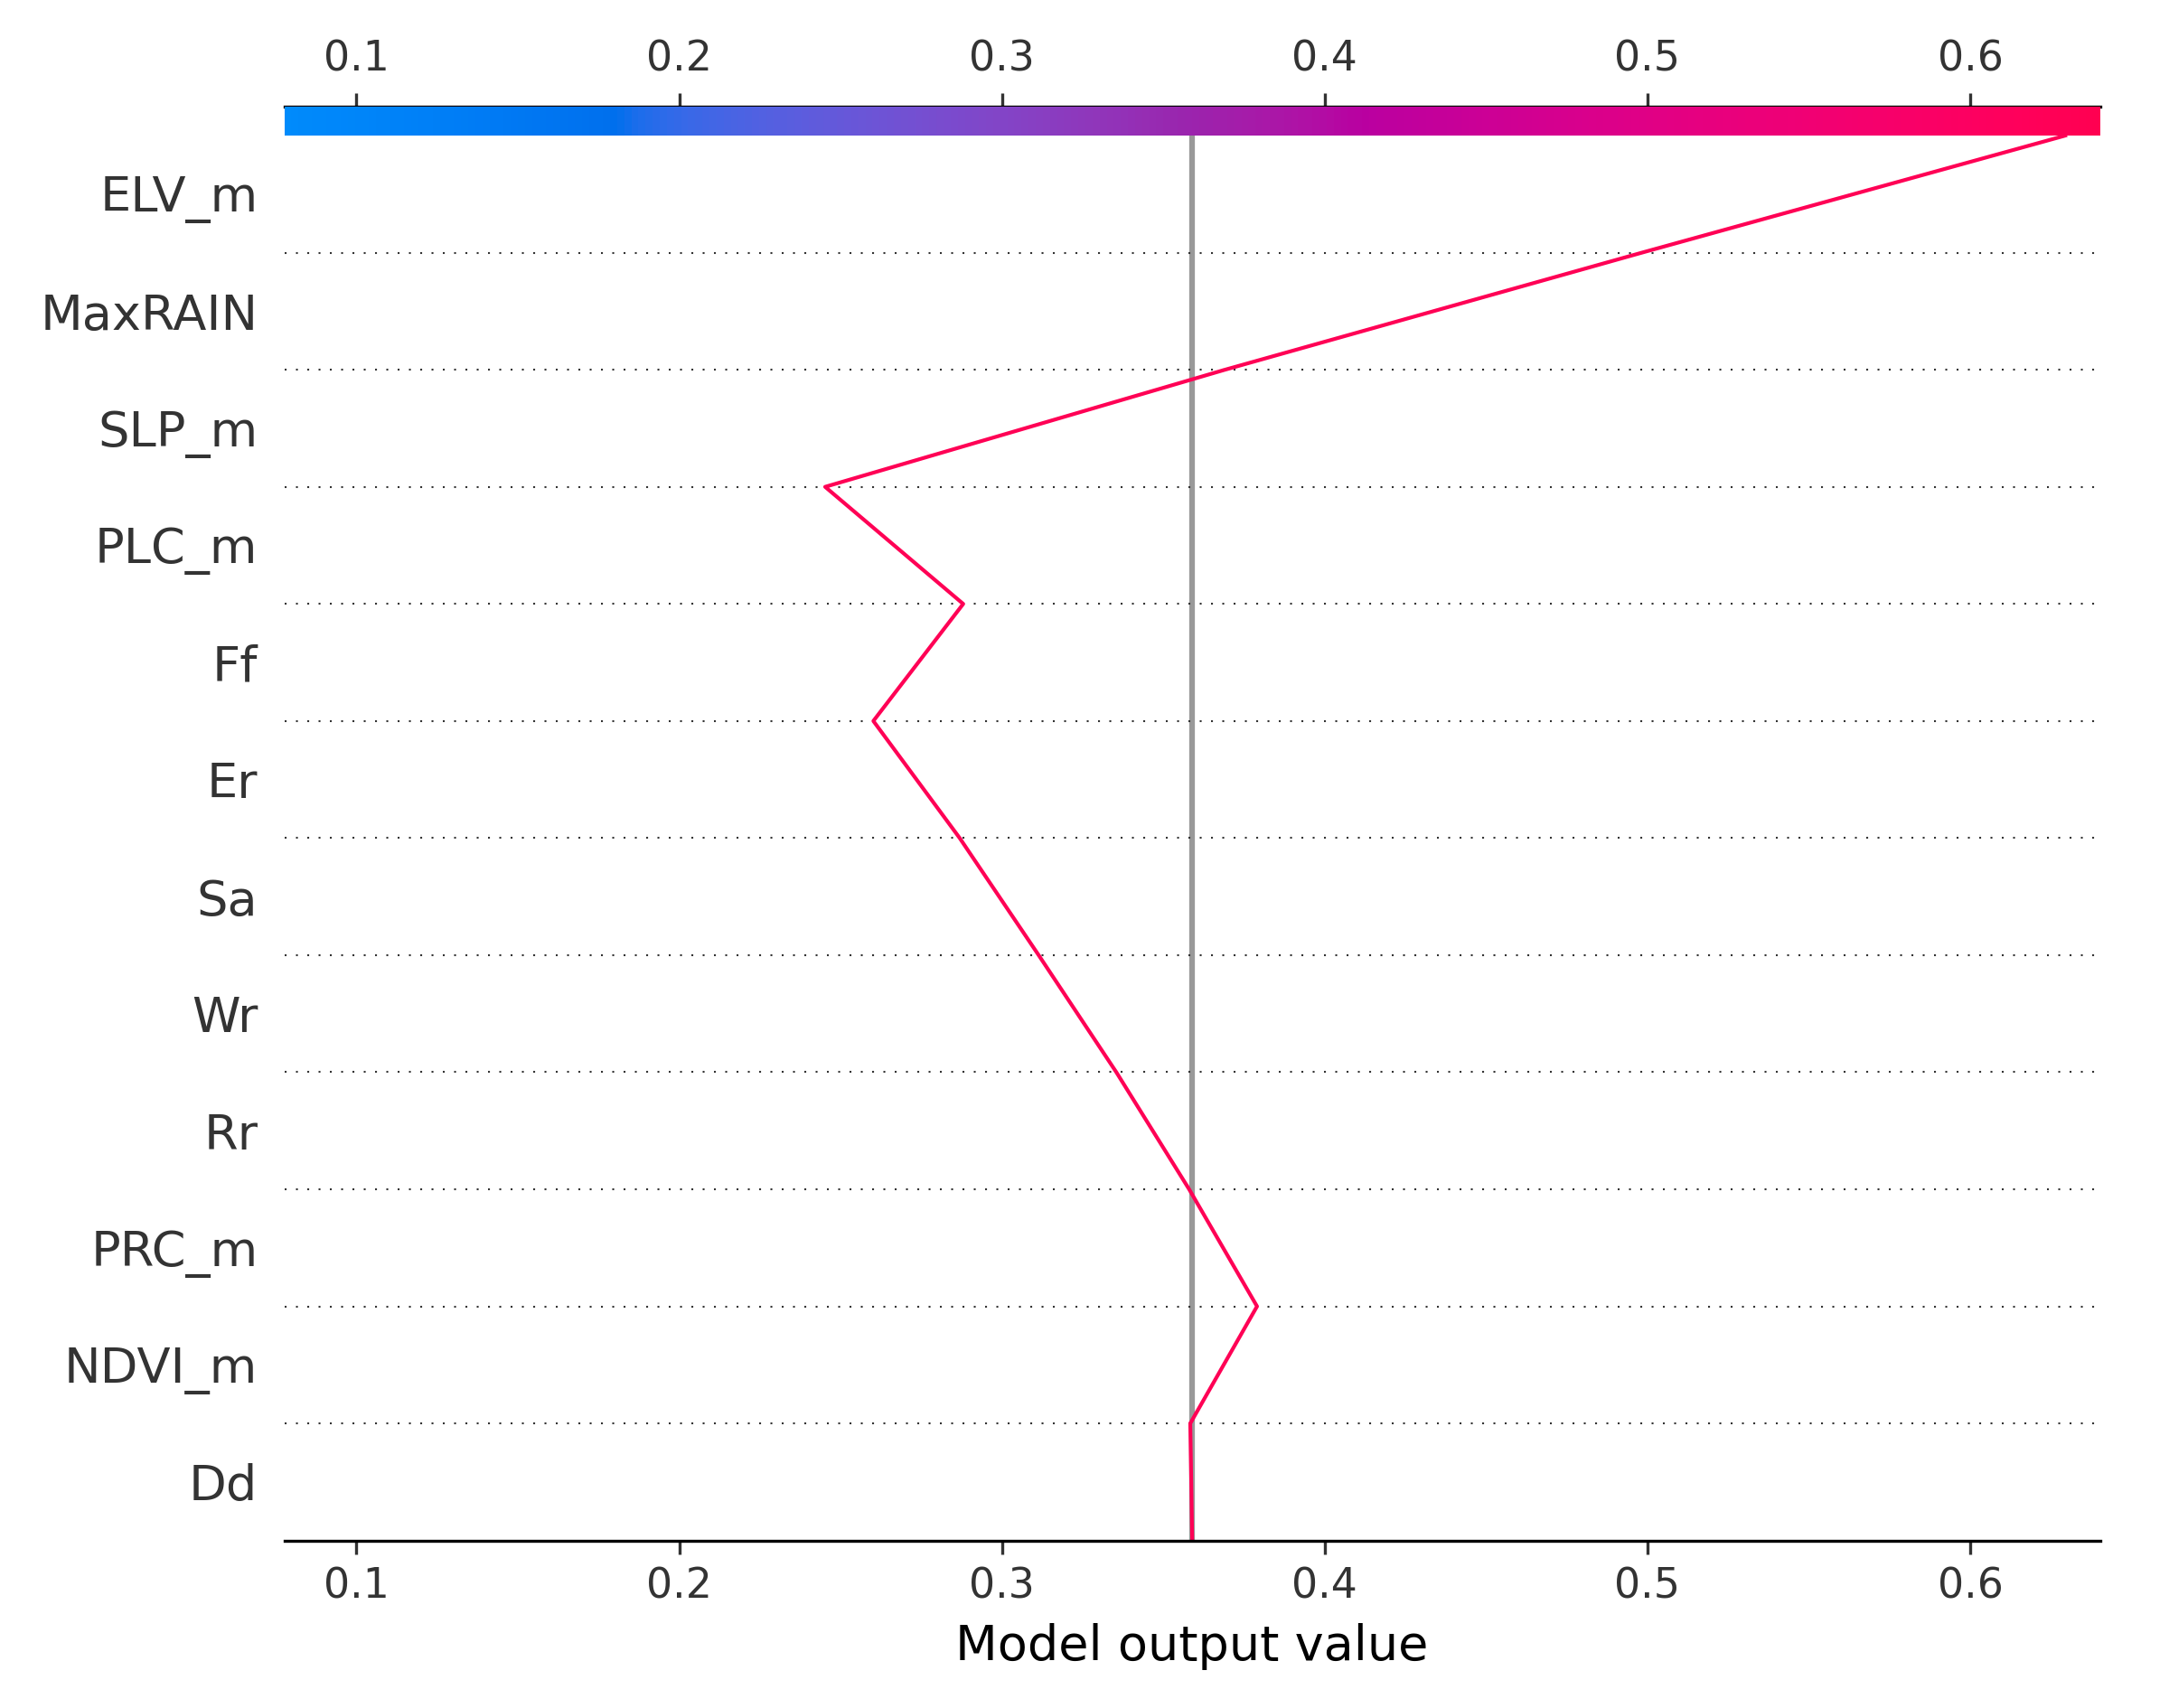 0.1 0.2 0.3 0.4 0.5 0.6
ELV_m
MaxRAIN
SLP_m
PLC_m
Ff
Er
Sa
Wr
Rr
PRC_m
NDVI_m
Dd
0.1 0.2 0.3 0.4 0.5 0.6
Model output value